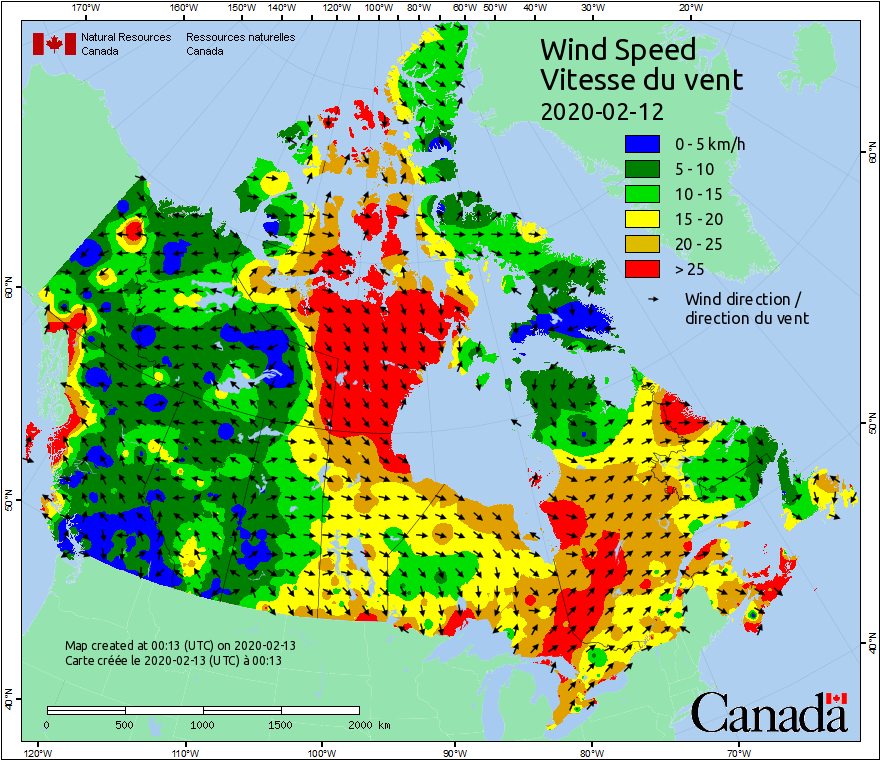 170°W 160°W 150°W 140°W 120°W 100°W 80°W 60°W 50°W 40°W 30°W 20°W
Natural Resources Ressources naturelles
Canada Canada
Wind Speed
Vitesse du vent
2020-02-12
0 - 5 km/h
5 - 10
10 - 15
15 - 20
20 - 25
> 25
Wind direction /
direction du vent
60°N 60°N
50°N 50°N
40°N 40°N
Map created at 00:13 (UTC) on 2020-02-13
Carte créée le 2020-02-13 (UTC) à 00:13
0 500 1000 1500 2000 km
Canada
120°W 110°W 100°W 90°W 80°W 70°W